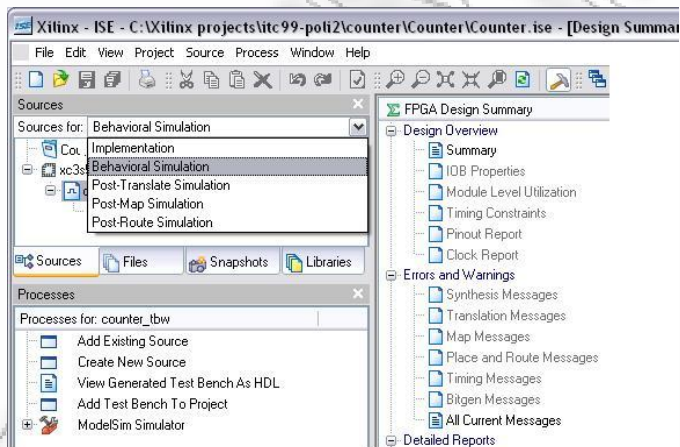 Xilinx - ISE - C:\Xilinx projects\itc99-poli2\counter\Counter\Counter.ise - [Design Summar
File Edit View Project Source Process Window Help
Sources
Sources for: Behavioral Simulation
Implementation
Behavioral Simulation
Post-Translate Simulation
Post-Map Simulation
Post-Route Simulation
Cou
xc3s
Sources Files Snapshots Libraries
Processes
Processes for: counter_tbw
Add Existing Source
Create New Source
View Generated Test Bench As HDL
Add Test Bench To Project
ModelSim Simulator
FPGA Design Summary
Design Overview
Summary
IOB Properties
Module Level Utilization
Timing Constraints
Pinout Report
Clock Report
Errors and Warnings
Synthesis Messages
Translation Messages
Map Messages
Place and Route Messages
Timing Messages
Bitgen Messages
All Current Messages
Detailed Reports